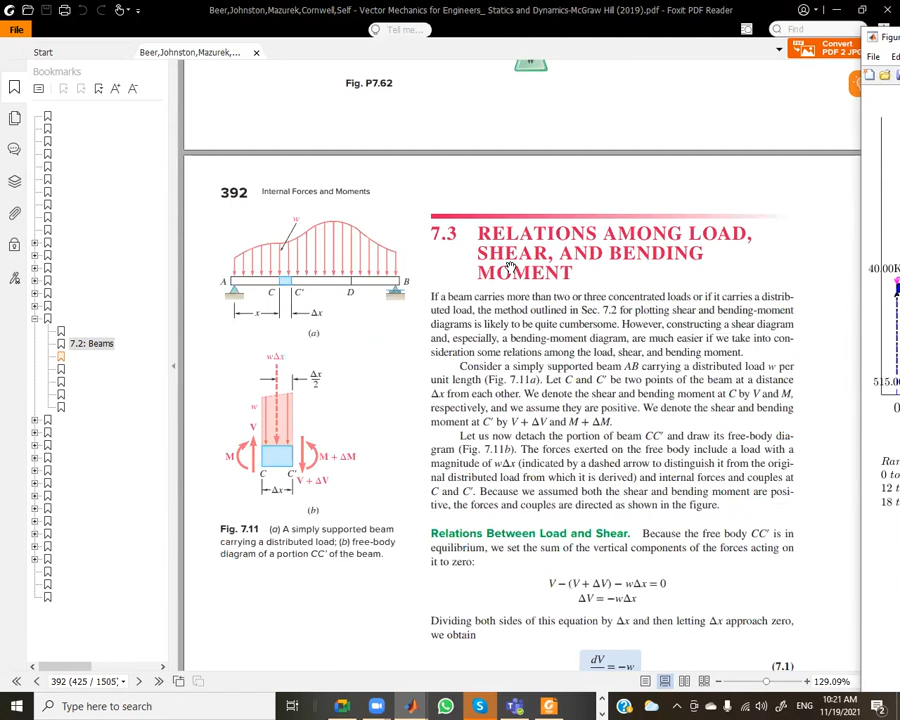 Beer,Johnston,Mazurek,Cornwell,Self - Vector Mechanics for Engineers_ Statics and Dynamics-McGraw Hill (2019).pdf - Foxit PDF Reader
File
Tell me...
Find
Start
Beer,Johnston,Mazurek,...
Convert
PDF 2 JPG
Figur
File
Ed
Bookmarks
7.2: Beams
w
Fig. P7.62
392
Internal Forces and Moments
w
A
B
C
C′
D
x
Δx
(a)
wΔx
Δx
2
w
V
M
M + ΔM
C
C′
V + ΔV
Δx
(b)
Fig. 7.11 (a) A simply supported beam
carrying a distributed load; (b) free-body
diagram of a portion CC′ of the beam.
7.3 RELATIONS AMONG LOAD,
SHEAR, AND BENDING
MOMENT
If a beam carries more than two or three concentrated loads or if it carries a distrib-
uted load, the method outlined in Sec. 7.2 for plotting shear and bending-moment
diagrams is likely to be quite cumbersome. However, constructing a shear diagram
and, especially, a bending-moment diagram, are much easier if we take into con-
sideration some relations among the load, shear, and bending moment.
Consider a simply supported beam AB carrying a distributed load w per
unit length (Fig. 7.11a). Let C and C′ be two points of the beam at a distance
Δx from each other. We denote the shear and bending moment at C by V and M,
respectively, and we assume they are positive. We denote the shear and bending
moment at C′ by V + ΔV and M + ΔM.
Let us now detach the portion of beam CC′ and draw its free-body dia-
gram (Fig. 7.11b). The forces exerted on the free body include a load with a
magnitude of wΔx (indicated by a dashed arrow to distinguish it from the origi-
nal distributed load from which it is derived) and internal forces and couples at
C and C′. Because we assumed both the shear and bending moment are posi-
tive, the forces and couples are directed as shown in the figure.
Relations Between Load and Shear. Because the free body CC′ is in
equilibrium, we set the sum of the vertical components of the forces acting on
it to zero:
V − (V + ΔV) − wΔx = 0
ΔV = −wΔx
Dividing both sides of this equation by Δx and then letting Δx approach zero,
we obtain
dV
= −w
(7.1)
40.00K
515.0
0
Ran
0 to
12 t
18 t
392 (425 / 1505)
129.09%
Type here to search
ENG
10:21 AM
11/19/2021
2